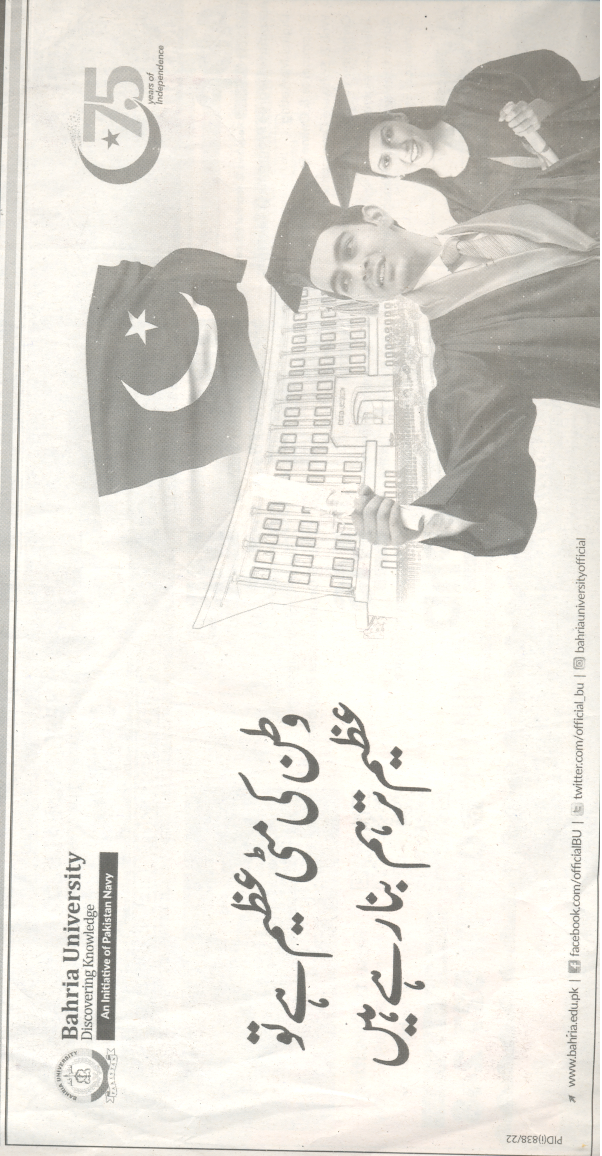 BAHRIA UNIVERSITY
Bahria University
Discovering Knowledge
An Initiative of Pakistan Navy
75
years of
Independence
وطن کی مٹی عظیم ہے تو
عظیم تر ہم بنا رہے ہیں
www.bahria.edu.pk | facebook.com/officialBU | twitter.com/official_bu | bahriauniversityofficial
PID(I)838/22